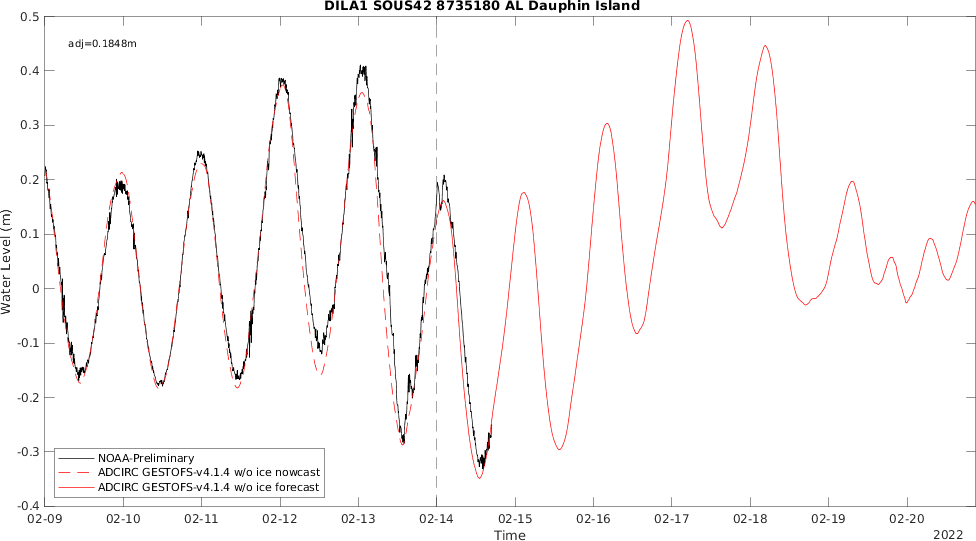 DILA1 SOUS42 8735180 AL Dauphin Island
adj=0.1848m
0.5
0.4
0.3
0.2
0.1
0
-0.1
-0.2
-0.3
-0.4
Water Level (m)
NOAA-Preliminary
ADCIRC GESTOFS-v4.1.4 w/o ice nowcast
ADCIRC GESTOFS-v4.1.4 w/o ice forecast
02-09 02-10 02-11 02-12 02-13 02-14 02-15 02-16 02-17 02-18 02-19 02-20
Time
2022